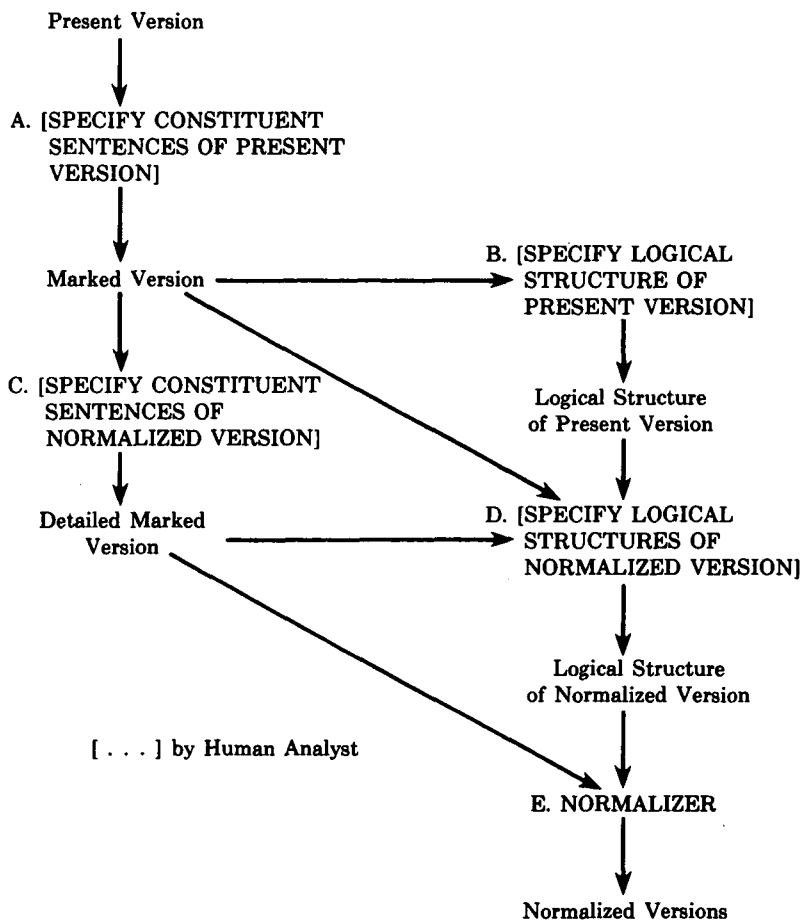 Present Version
A. [SPECIFY CONSTITUENT
SENTENCES OF PRESENT
VERSION]
Marked Version
B. [SPECIFY LOGICAL
STRUCTURE OF
PRESENT VERSION]
C. [SPECIFY CONSTITUENT
SENTENCES OF
NORMALIZED VERSION]
Logical Structure
of Present Version
Detailed Marked
Version
D. [SPECIFY LOGICAL
STRUCTURES OF
NORMALIZED VERSION]
Logical Structure
of Normalized Version
[ . . . ] by Human Analyst
E. NORMALIZER
Normalized Versions